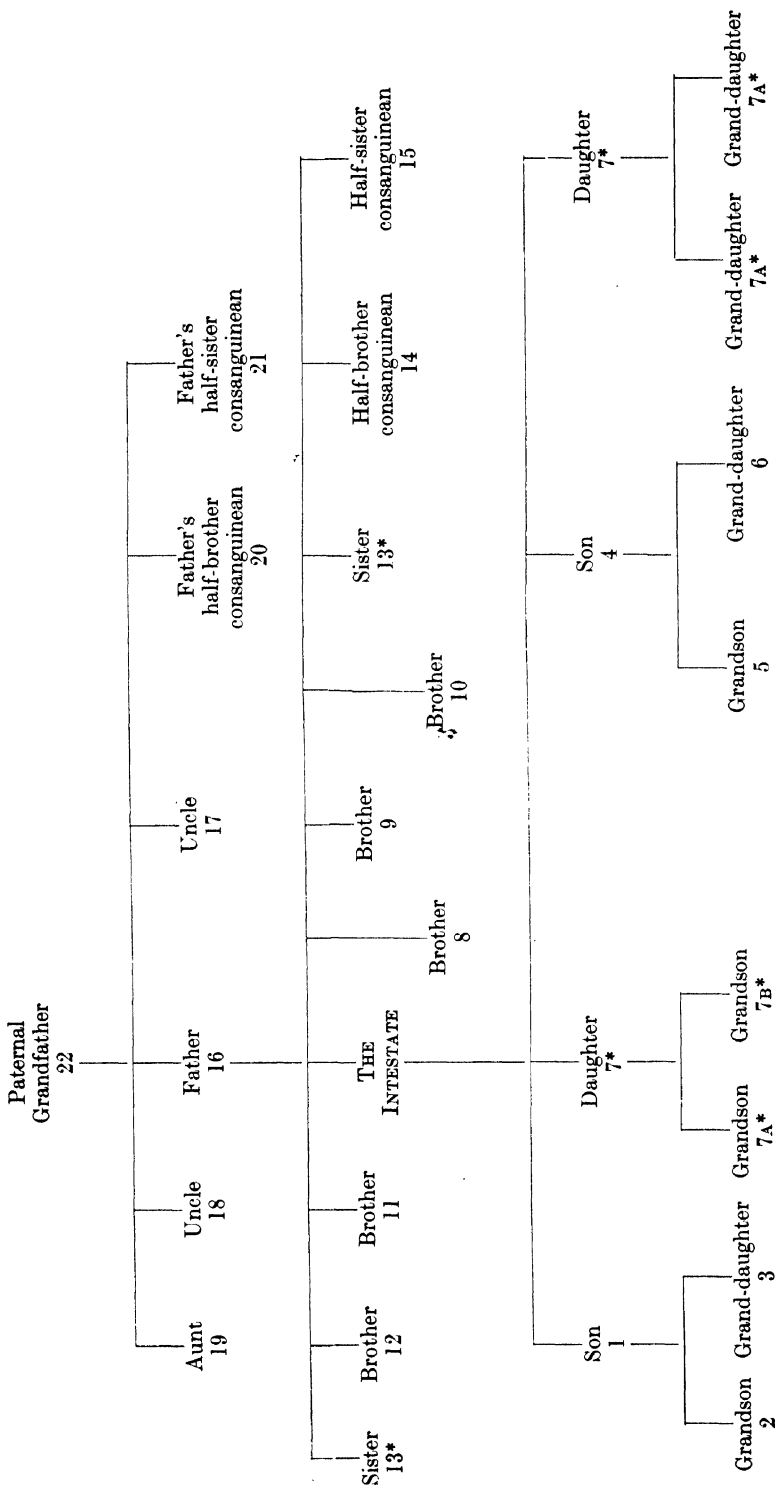 Paternal
Grandfather
22
Aunt
19
Uncle
18
Father
16
Uncle
17
Father's
half-brother
consanguinean
20
Father's
half-sister
consanguinean
21
Sister
13*
Brother
12
Brother
11
THE
INTESTATE
Brother
8
Brother
9
Brother
10
Sister
13*
Half-brother
consanguinean
14
Half-sister
consanguinean
15
Son
1
Daughter
7*
Son
4
Daughter
7*
Grandson
2
Grand-daughter
3
Grandson
7A*
Grandson
7B*
Grandson
5
Grand-daughter
6
Grand-daughter
7A*
Grand-daughter
7A*